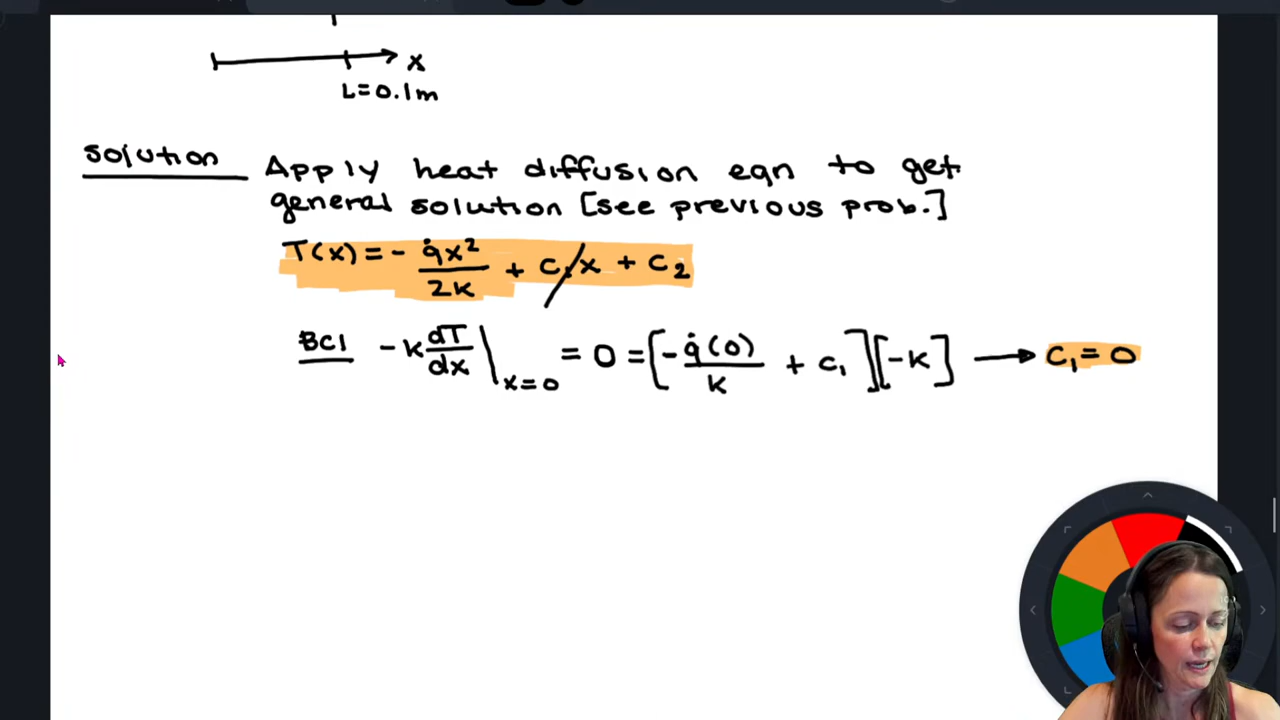 x
L=0.1m
Solution Apply heat diffusion eqn to get
general solution [see previous prob.]
T(x) = - q̇x²/2k + C₁x + C₂
BC1 -k dT/dx |x=0 = 0 = [- q̇(0)/k + C₁][-k] → C₁ = 0